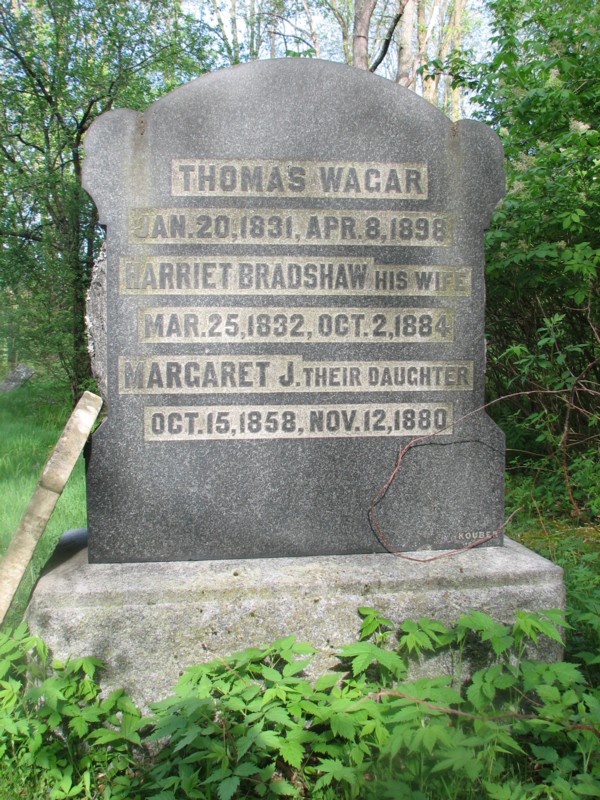 THOMAS WAGAR
JAN. 20, 1831, APR. 8, 1898
HARRIET BRADSHAW HIS WIFE
MAR. 25, 1832, OCT. 2, 1884
MARGARET J. THEIR DAUGHTER
OCT. 15, 1858, NOV. 12, 1880
KOUBEK